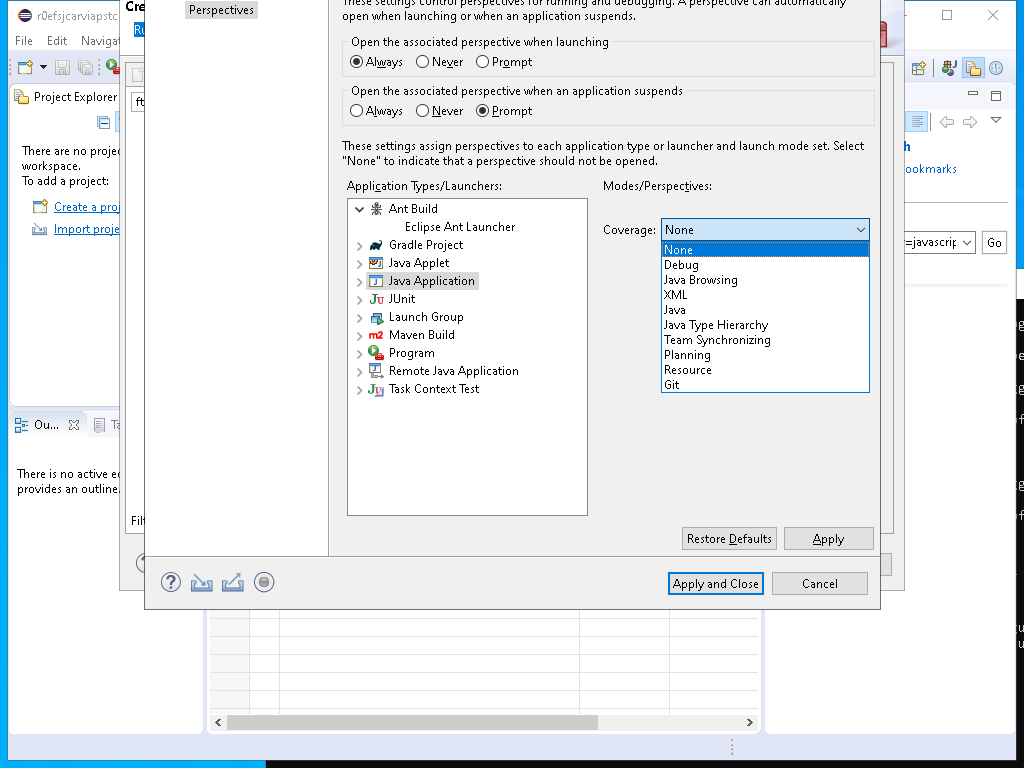 r0efsjcarviapstc
Cre
Perspectives
These settings control perspectives for running and debugging. A perspective can automatically
open when launching or when an application suspends.
File Edit Naviga
Ru
Open the associated perspective when launching
Always Never Prompt
Project Explorer
Open the associated perspective when an application suspends
Always Never Prompt
There are no proje
workspace.
To add a project:
Create a proj
Import proje
These settings assign perspectives to each application type or launcher and launch mode set. Select
"None" to indicate that a perspective should not be opened.
Application Types/Launchers:
Modes/Perspectives:
Ant Build
Eclipse Ant Launcher
Gradle Project
Java Applet
Java Application
JUnit
Launch Group
Maven Build
Program
Remote Java Application
Task Context Test
Coverage: None
None
Debug
Java Browsing
XML
Java
Java Type Hierarchy
Team Synchronizing
Planning
Resource
Git
h
ookmarks
=javascrip Go
Ou... Ta
There is no active ed
provides an outline.
Filt
Restore Defaults Apply
Apply and Close Cancel